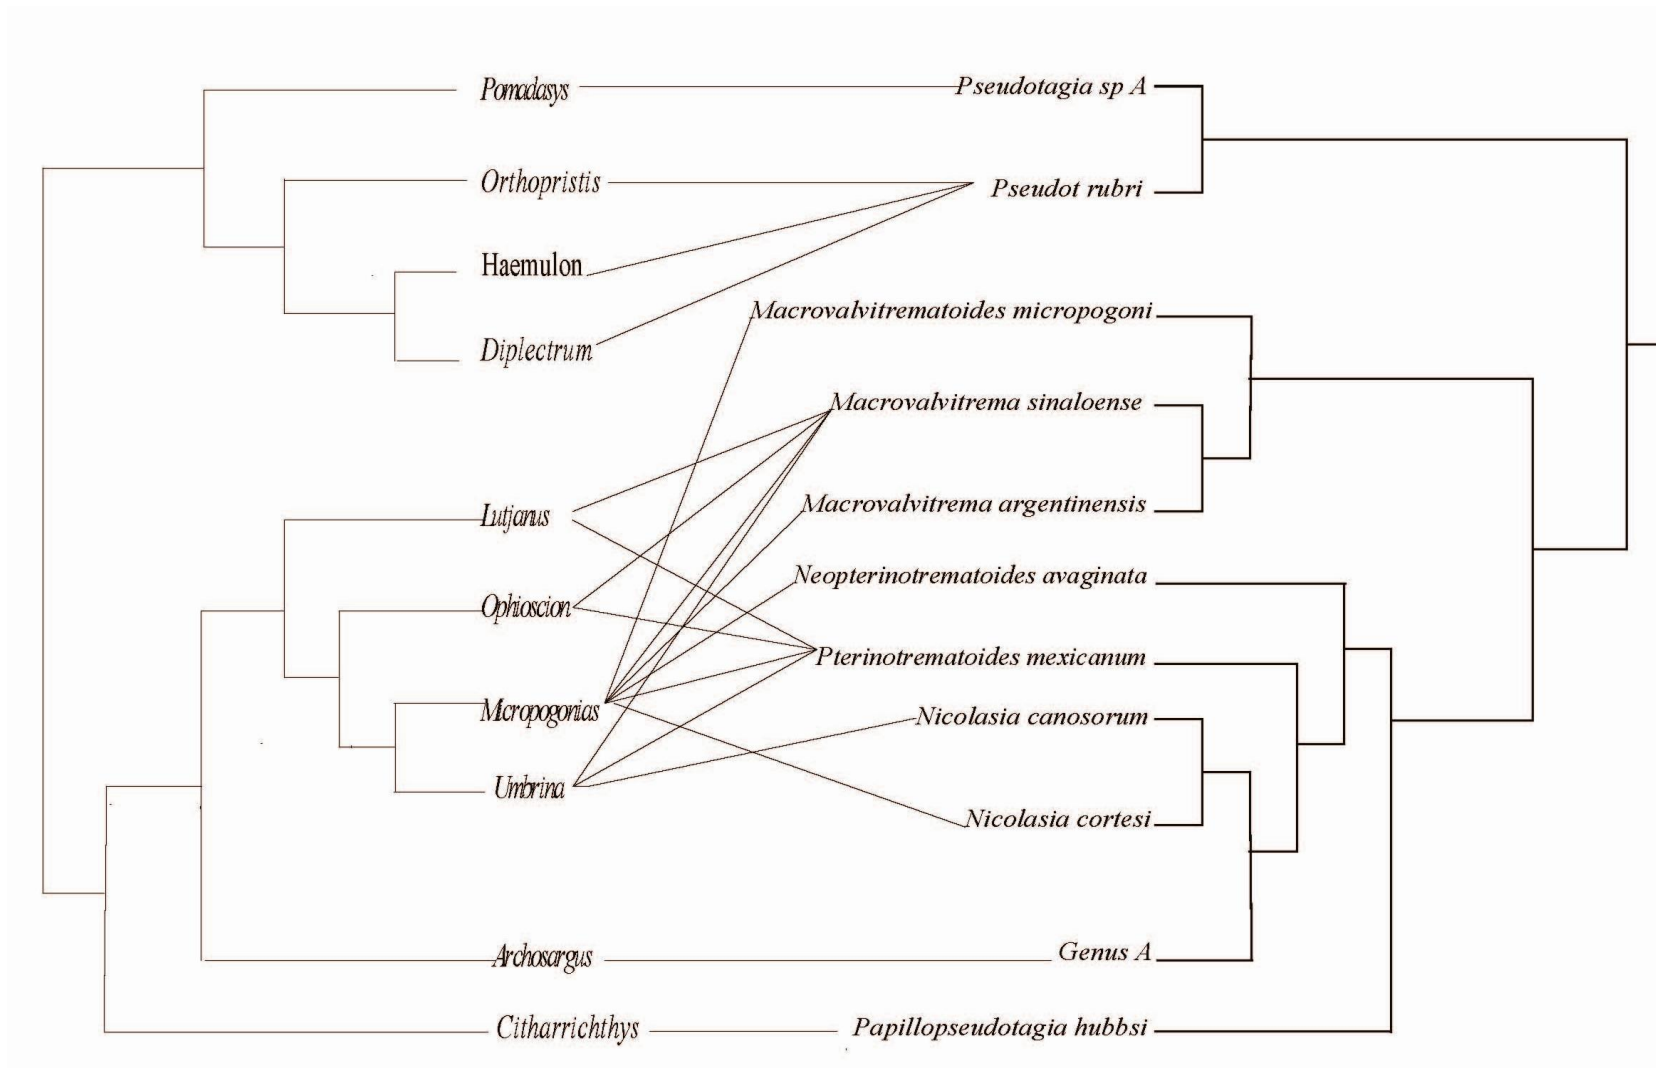 Pomadasys
Orthopristis
Haemulon
Diplectrum
Lutjanus
Ophioscion
Micropogonias
Umbrina
Archosargus
Citharrichthys
Pseudotagia sp A
Pseudot rubri
Macrovalvitrematoides micropogoni
Macrovalvitrema sinaloense
Macrovalvitrema argentinensis
Neopterinotrematoides avaginata
Pterinotrematoides mexicanum
Nicolasia canosorum
Nicolasia cortesi
Genus A
Papillopseudotagia hubbsi